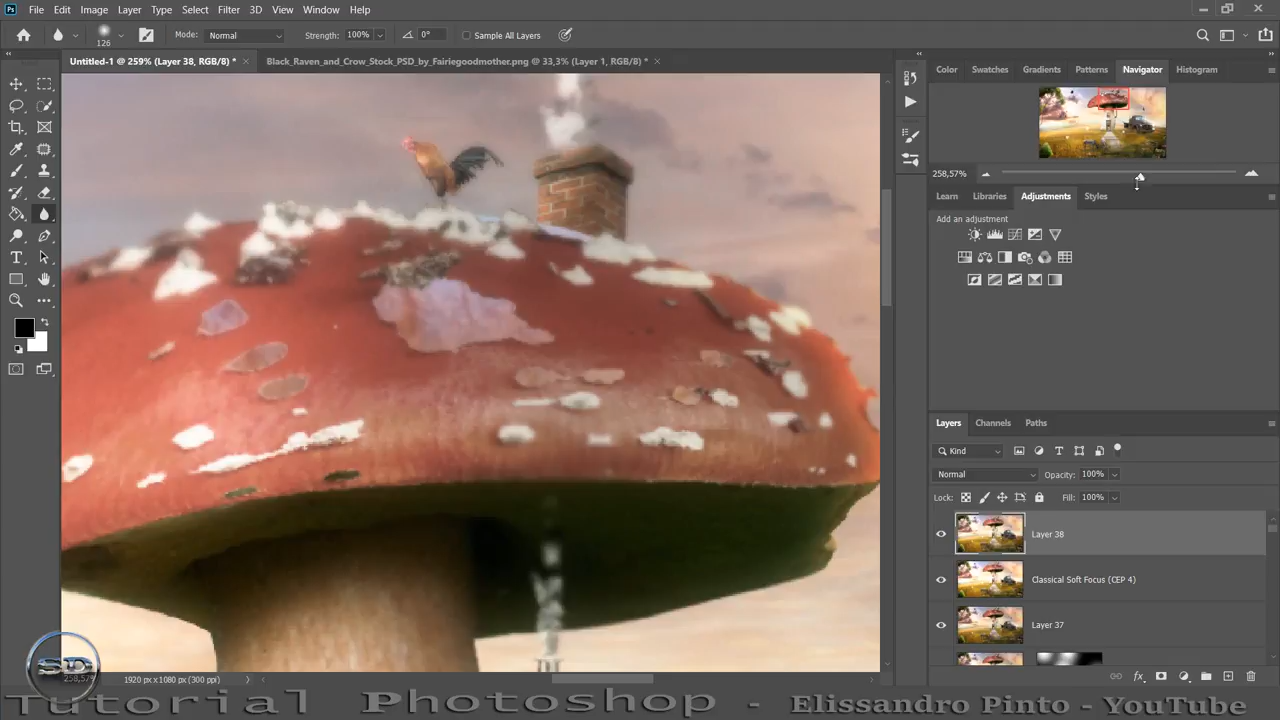 Ps File Edit Image Layer Type Select Filter 3D View Window Help
126 Mode: Normal Strength: 100% 0° Sample All Layers
Untitled-1 @ 259% (Layer 38, RGB/8) * × Black_Raven_and_Crow_Stock_PSD_by_Fairiegoodmother.png @ 33,3% (Layer 1, RGB/8) * ×
Color Swatches Gradients Patterns Navigator Histogram
258,57%
Learn Libraries Adjustments Styles
Add an adjustment
Layers Channels Paths
Kind
Normal Opacity: 100%
Lock: Fill: 100%
Layer 38
Classical Soft Focus (CEP 4)
Layer 37
SD
258,57% 1920 px x 1080 px (300 ppi)
Tutorial Photoshop - Elissandro Pinto - YouTube